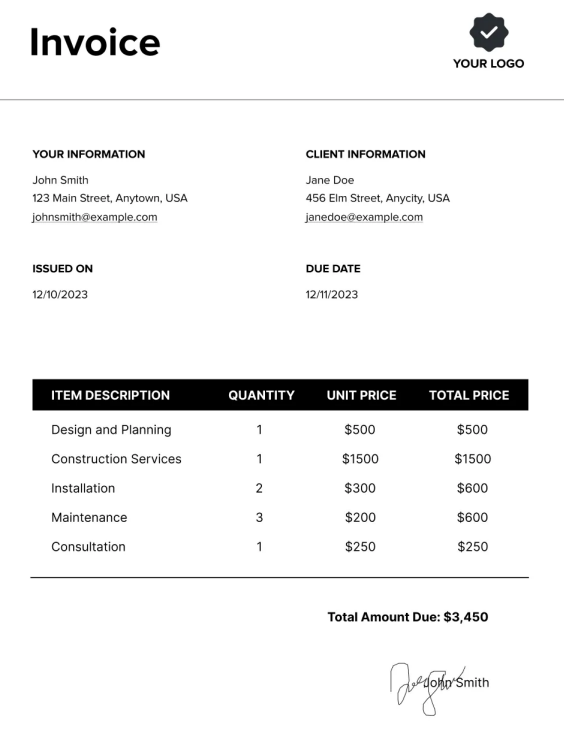 Invoice
YOUR LOGO
YOUR INFORMATION
John Smith
123 Main Street, Anytown, USA
johnsmith@example.com
CLIENT INFORMATION
Jane Doe
456 Elm Street, Anycity, USA
janedoe@example.com
ISSUED ON
12/10/2023
DUE DATE
12/11/2023
ITEM DESCRIPTION QUANTITY UNIT PRICE TOTAL PRICE
Design and Planning 1 $500 $500
Construction Services 1 $1500 $1500
Installation 2 $300 $600
Maintenance 3 $200 $600
Consultation 1 $250 $250
Total Amount Due: $3,450
John Smith